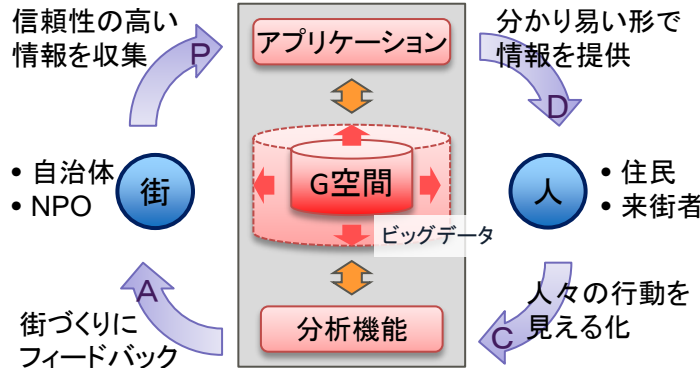 信頼性の高い
情報を収集
P
アプリケーション
分かり易い形で
情報を提供
D
• 自治体
• NPO
街
G空間
ビッグデータ
人
• 住民
• 来街者
A
街づくりに
フィードバック
分析機能
C
人々の行動を
見える化